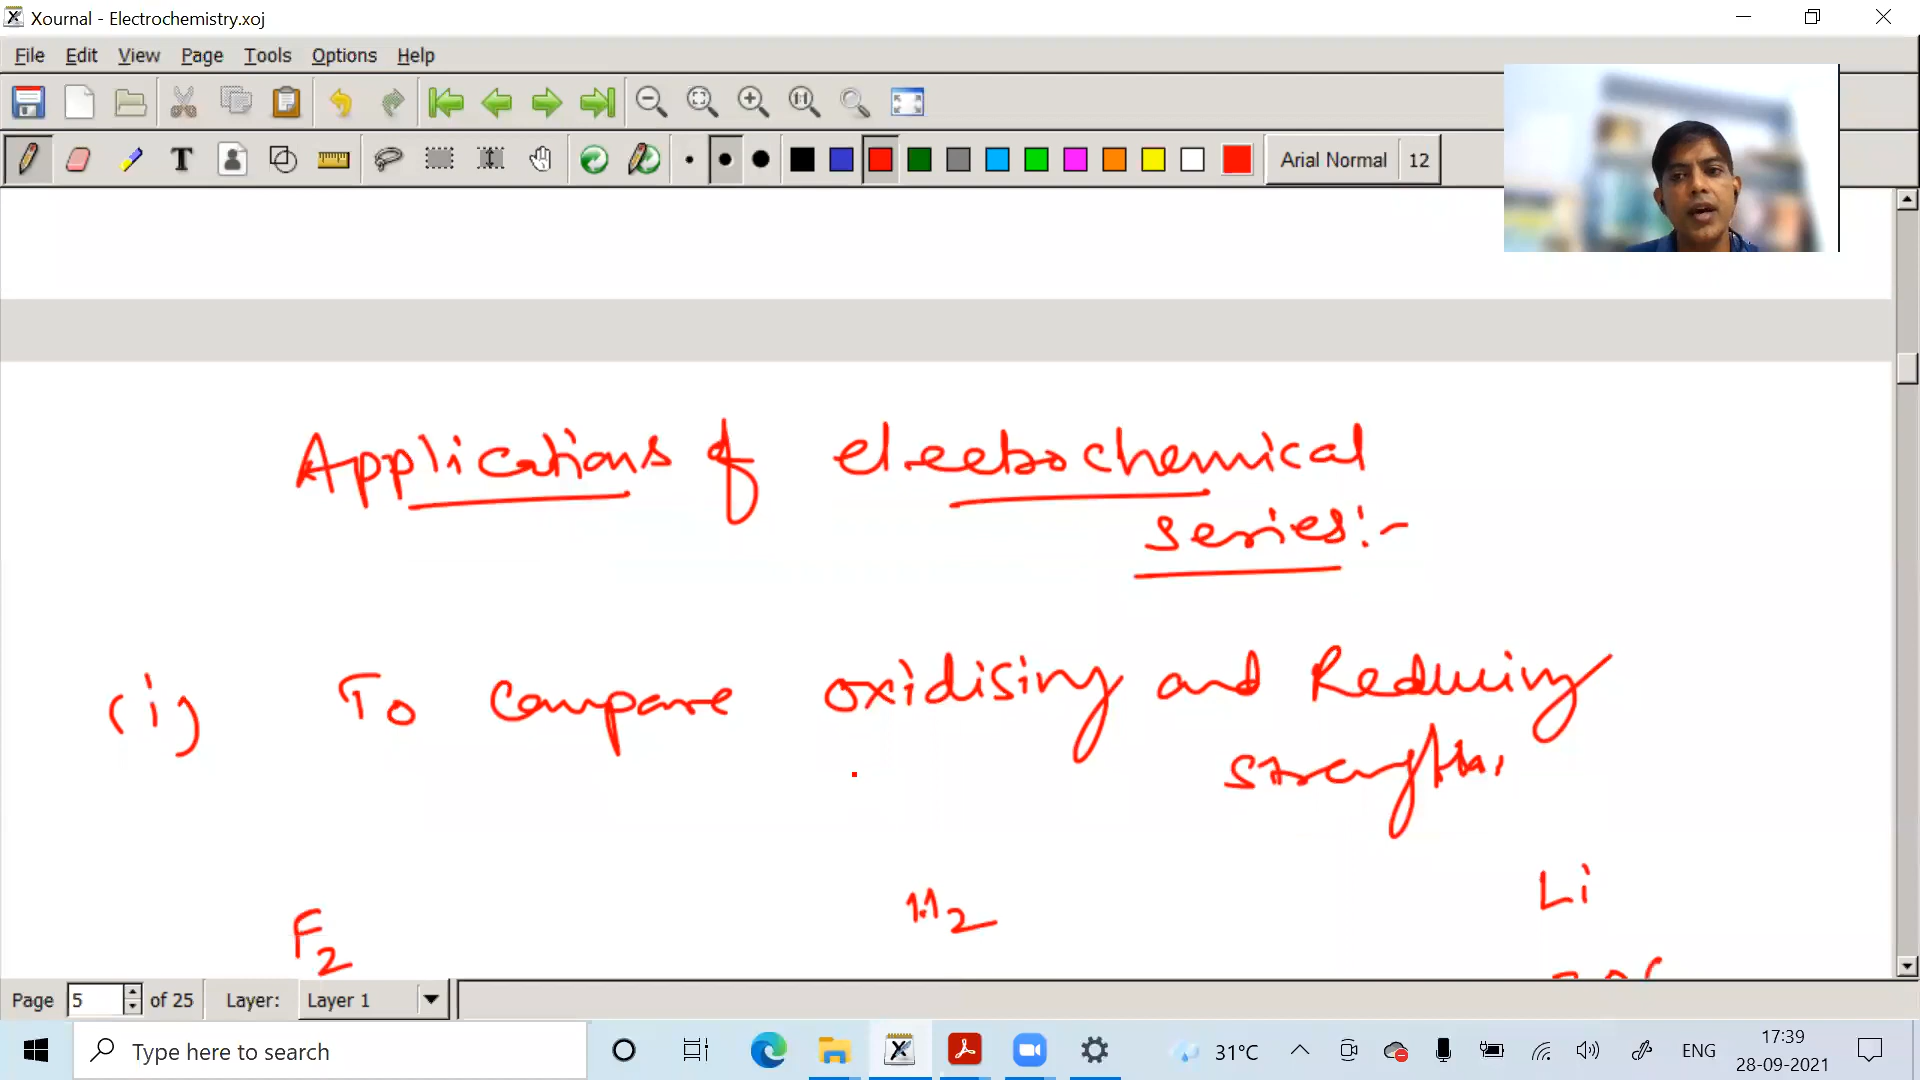 Xournal - Electrochemistry.xoj
File Edit View Page Tools Options Help
Arial Normal 12
Applications of electrochemical
series:-
(i) To compare oxidising and Reducing
strength.
F2 H2 Li
Page 5 of 25 Layer: Layer 1
Type here to search
31°C ENG 17:39
28-09-2021